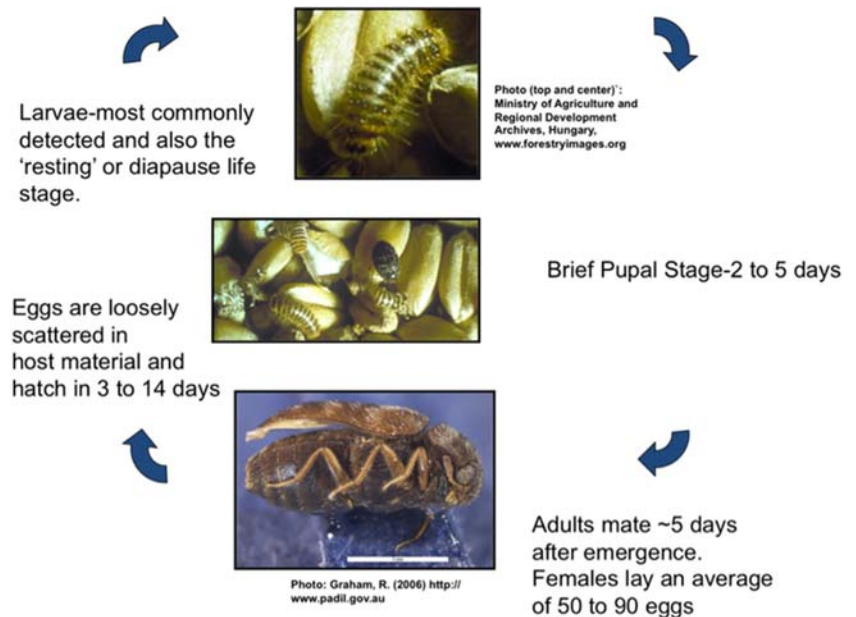 Larvae-most commonly
detected and also the
‘resting’ or diapause life
stage.
Photo (top and center)`:
Ministry of Agriculture and
Regional Development
Archives, Hungary,
www.forestryimages.org
Brief Pupal Stage-2 to 5 days
Eggs are loosely
scattered in
host material and
hatch in 3 to 14 days
Adults mate ~5 days
after emergence.
Females lay an average
of 50 to 90 eggs
Photo: Graham, R. (2006) http://
www.padil.gov.au